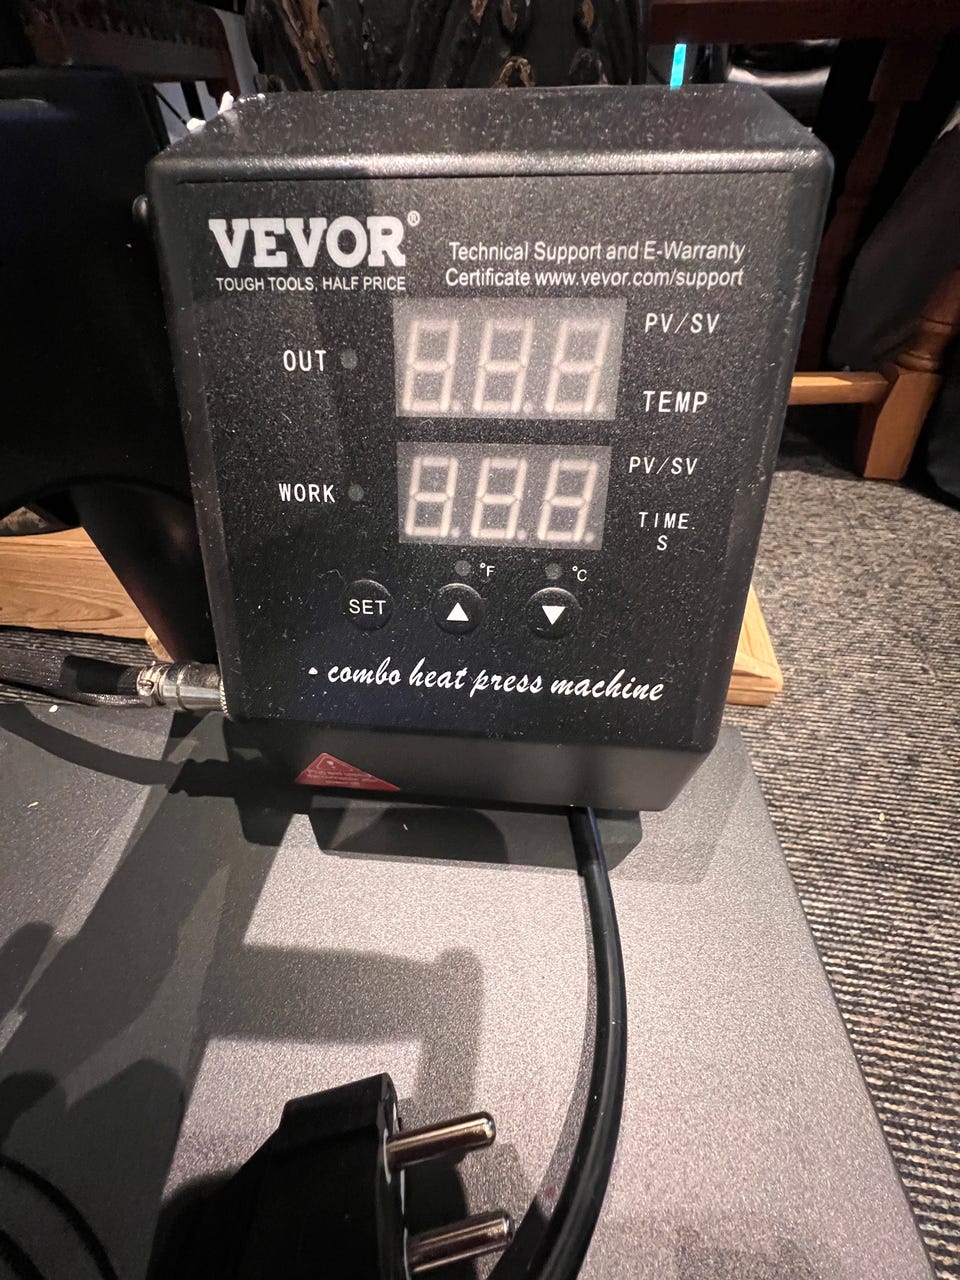 VEVOR®
TOUGH TOOLS, HALF PRICE
Technical Support and E-Warranty
Certificate www.vevor.com/support
PV/SV
OUT
TEMP
PV/SV
WORK
TIME.
S
°F
°C
SET
• combo heat press machine